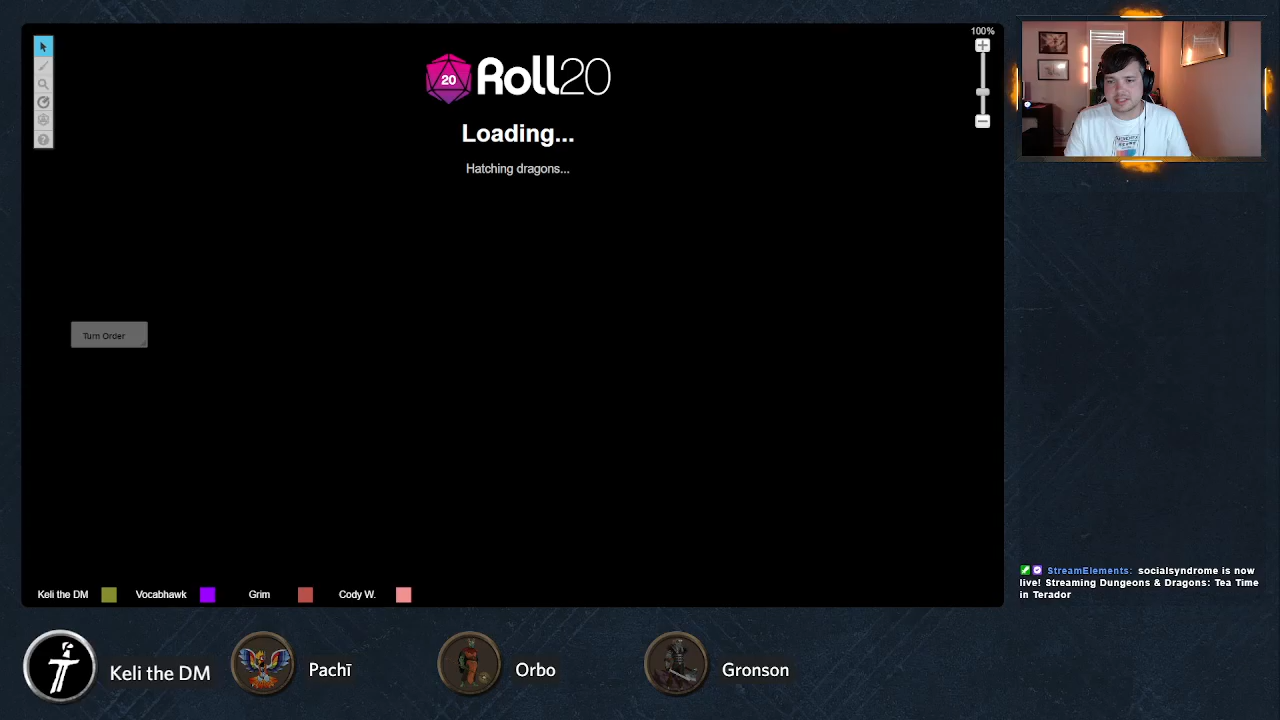 100%
20
Roll20
Loading...
Hatching dragons...
Turn Order
StreamElements: socialsyndrome is now
live! Streaming Dungeons & Dragons: Tea Time
in Terador
Keli the DM
Vocabhawk
Grim
Cody W.
Keli the DM
Pachī
Orbo
Gronson